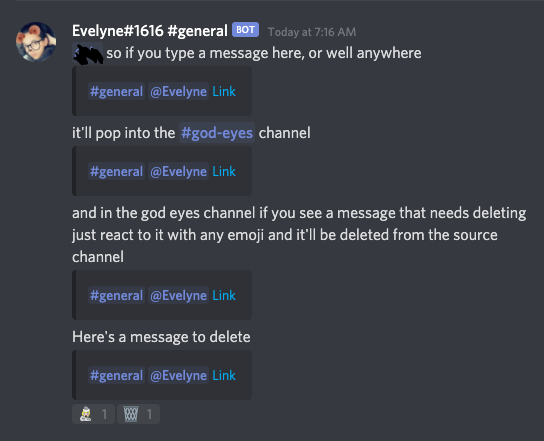 Evelyne#1616 #general BOT Today at 7:16 AM
so if you type a message here, or well anywhere
#general @Evelyne Link
it'll pop into the #god-eyes channel
#general @Evelyne Link
and in the god eyes channel if you see a message that needs deleting
just react to it with any emoji and it'll be deleted from the source
channel
#general @Evelyne Link
Here's a message to delete
#general @Evelyne Link
1 1